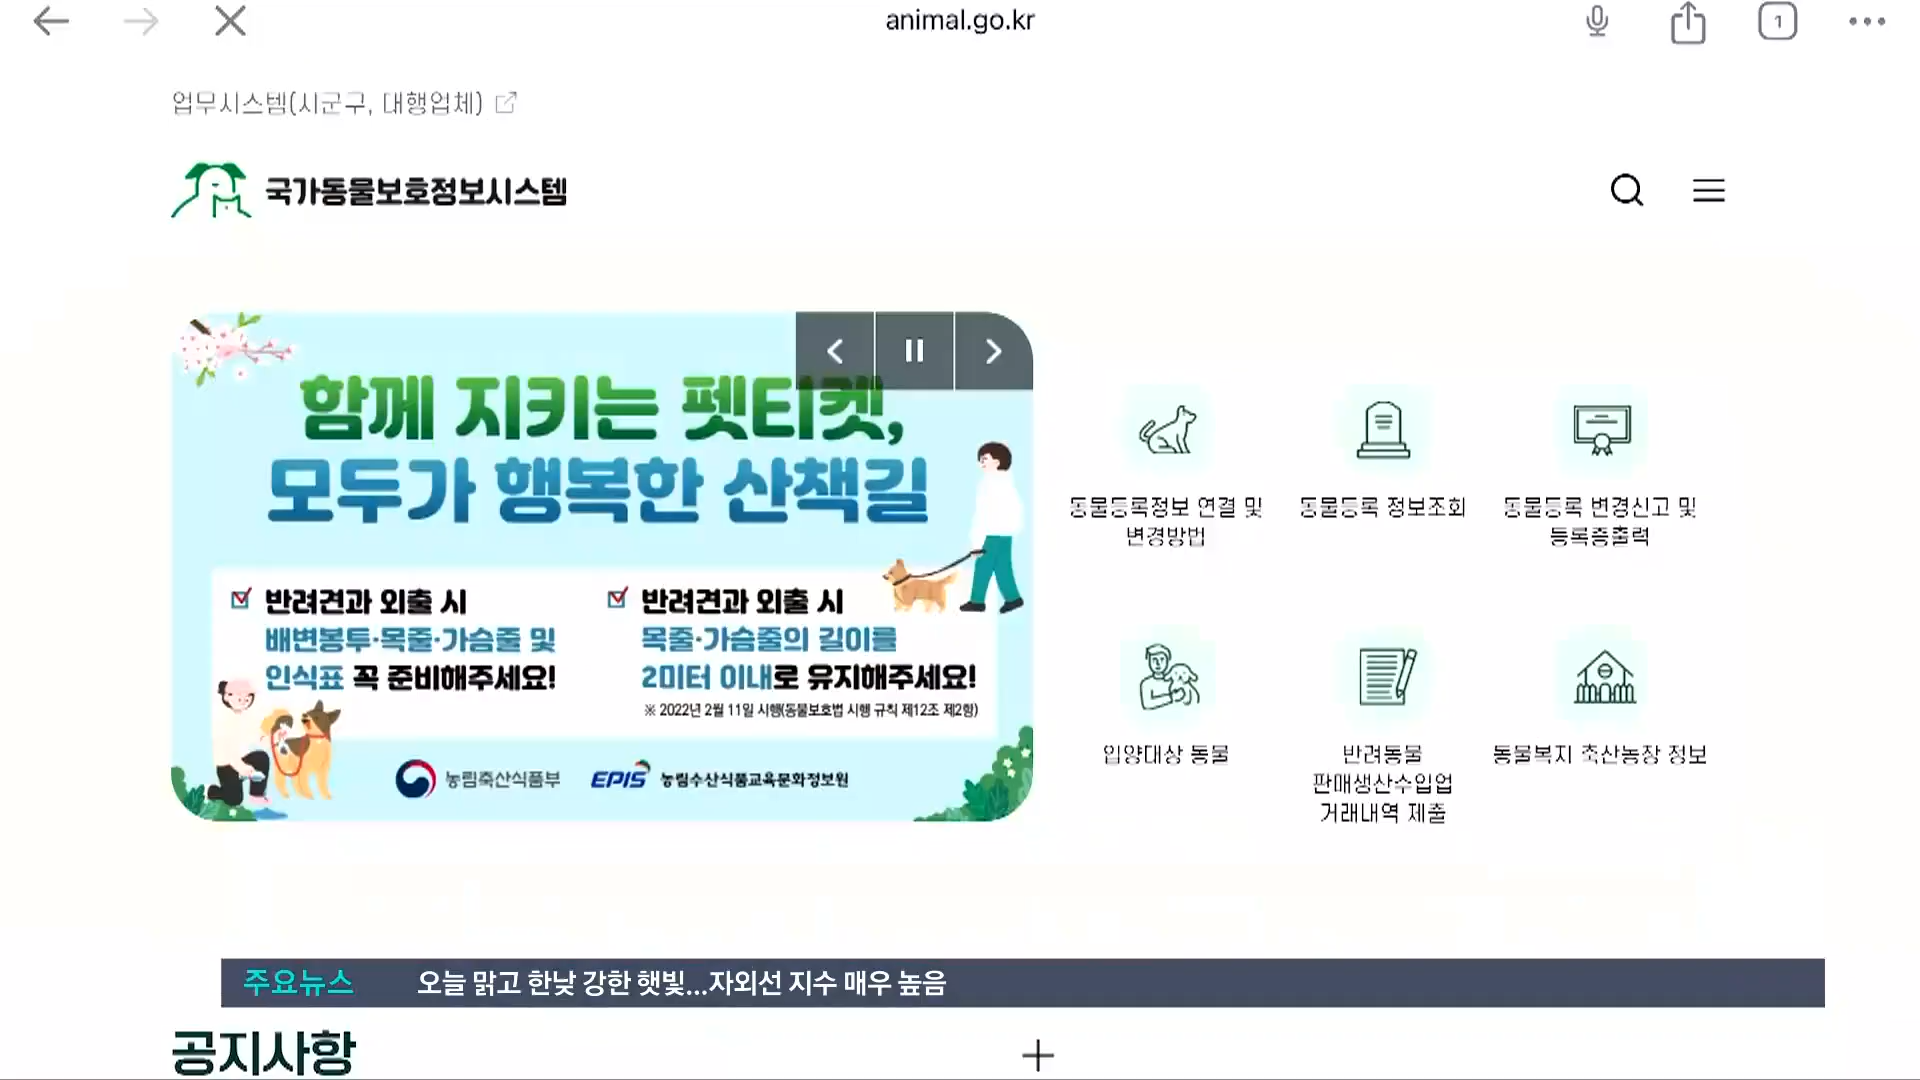 animal.go.kr
1
업무시스템(시군구, 대행업체)
국가동물보호정보시스템
함께 지키는 펫티켓,
모두가 행복한 산책길
반려견과 외출 시
배변봉투·목줄·가슴줄 및
인식표 꼭 준비해주세요!
반려견과 외출 시
목줄·가슴줄의 길이를
2미터 이내로 유지해주세요!
※ 2022년 2월 11일 시행(동물보호법 시행 규칙 제12조 제2항)
농림축산식품부
EPIS 농림수산식품교육문화정보원
동물등록정보 연결 및
변경방법
동물등록 정보조회
동물등록 변경신고 및
등록증출력
입양대상 동물
반려동물
판매생산수입업
거래내역 제출
동물복지 축산농장 정보
주요뉴스 오늘 맑고 한낮 강한 햇빛...자외선 지수 매우 높음
공지사항